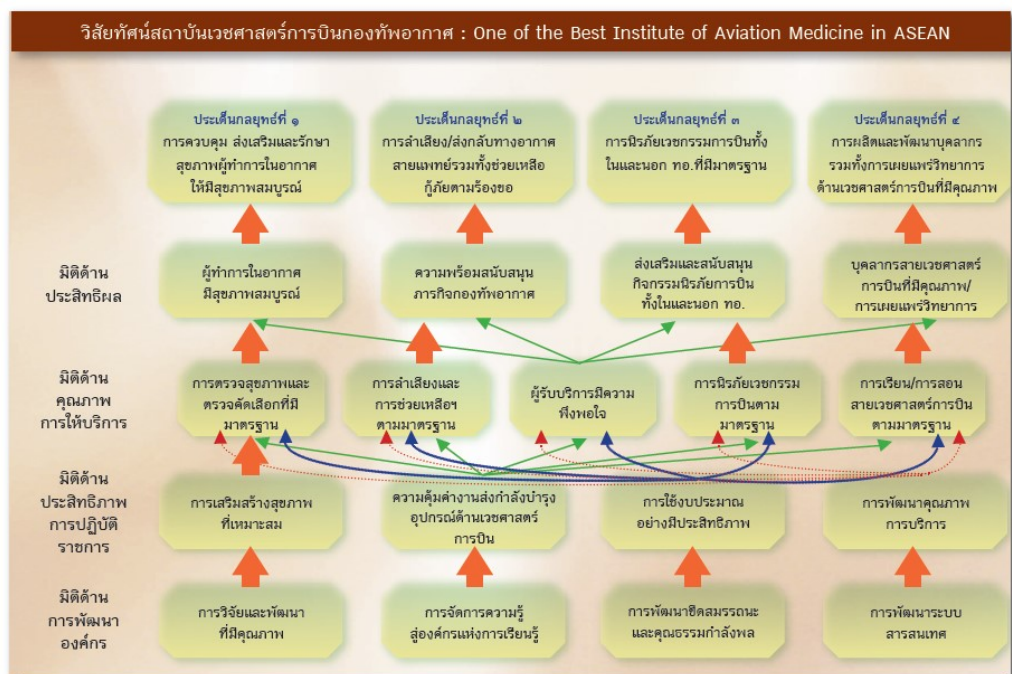 วิสัยทัศน์สถาบันเวชศาสตร์การบินกองทัพอากาศ : One of the Best Institute of Aviation Medicine in ASEAN
ประเด็นกลยุทธ์ที่ ๑
การควบคุม ส่งเสริมและรักษา
สุขภาพผู้ทำการในอากาศ
ให้มีสุขภาพสมบูรณ์
ประเด็นกลยุทธ์ที่ ๒
การลำเลียง/ส่งกลับทางอากาศ
สายแพทย์รวมทั้งช่วยเหลือ
กู้ภัยตามร้องขอ
ประเด็นกลยุทธ์ที่ ๓
การนิรภัยเวชกรรมการบินทั้ง
ในและนอก ทอ.ที่มีมาตรฐาน
ประเด็นกลยุทธ์ที่ ๔
การผลิตและพัฒนาบุคลากร
รวมทั้งการเผยแพร่วิทยาการ
ด้านเวชศาสตร์การบินที่มีคุณภาพ
มิติด้าน
ประสิทธิผล
ผู้ทำการในอากาศ
มีสุขภาพสมบูรณ์
ความพร้อมสนับสนุน
ภารกิจกองทัพอากาศ
ส่งเสริมและสนับสนุน
กิจกรรมนิรภัยการบิน
ทั้งในและนอก ทอ.
บุคลากรสายเวชศาสตร์
การบินที่มีคุณภาพ/
การเผยแพร่วิทยาการ
มิติด้าน
คุณภาพ
การให้บริการ
การตรวจสุขภาพและ
ตรวจคัดเลือกที่มี
มาตรฐาน
การลำเลียงและ
การช่วยเหลือฯ
ตามมาตรฐาน
ผู้รับบริการมีความ
พึงพอใจ
การนิรภัยเวชกรรม
การบินตาม
มาตรฐาน
การเรียน/การสอน
สายเวชศาสตร์การบิน
ตามมาตรฐาน
มิติด้าน
ประสิทธิภาพ
การปฏิบัติ
ราชการ
การเสริมสร้างสุขภาพ
ที่เหมาะสม
ความคุ้มค่างานส่งกำลังบำรุง
อุปกรณ์ด้านเวชศาสตร์
การบิน
การใช้งบประมาณ
อย่างมีประสิทธิภาพ
การพัฒนาคุณภาพ
การบริการ
มิติด้าน
การพัฒนา
องค์กร
การวิจัยและพัฒนา
ที่มีคุณภาพ
การจัดการความรู้
สู่องค์กรแห่งการเรียนรู้
การพัฒนาขีดสมรรถนะ
และคุณธรรมกำลังพล
การพัฒนาระบบ
สารสนเทศ